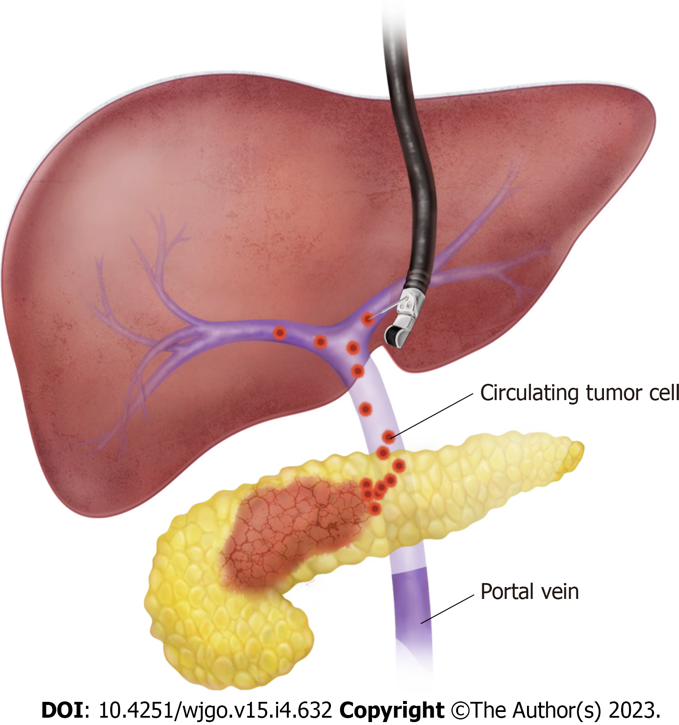 Circulating tumor cell
Portal vein
DOI: 10.4251/wjgo.v15.i4.632 Copyright ©The Author(s) 2023.